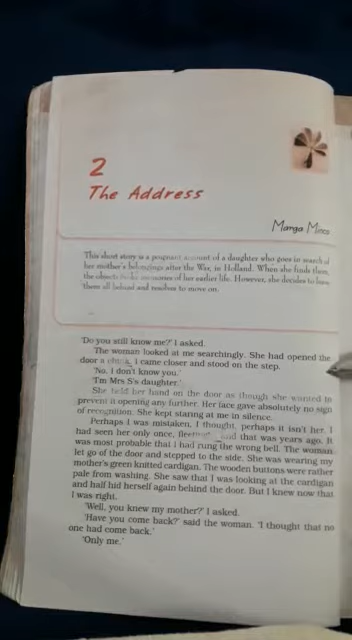 2
The Address
Marga Minco
This short story is a poignant account of a daughter who goes in search of
her mother's belongings after the War, in Holland. When she finds them,
the objects memories of her earlier life. However, she decides to leave
them all behind and resolves to move on.
'Do you still know me?' I asked.
The woman looked at me searchingly. She had opened the
door a chink. I came closer and stood on the step.
'No, I don't know you.'
'I'm Mrs S's daughter.'
She held her hand on the door as though she wanted to
prevent it opening any further. Her face gave absolutely no sign
of recognition. She kept staring at me in silence.
Perhaps I was mistaken, I thought, perhaps it isn't her. I
had seen her only once, and that was years ago. It
was most probable that I had rung the wrong bell. The woman
let go of the door and stepped to the side. She was wearing my
mother's green knitted cardigan. The wooden buttons were rather
pale from washing. She saw that I was looking at the cardigan
and half hid herself again behind the door. But I knew now that
I was right.
'Well, you knew my mother?' I asked.
'Have you come back?' said the woman. 'I thought that no
one had come back.'
'Only me.'